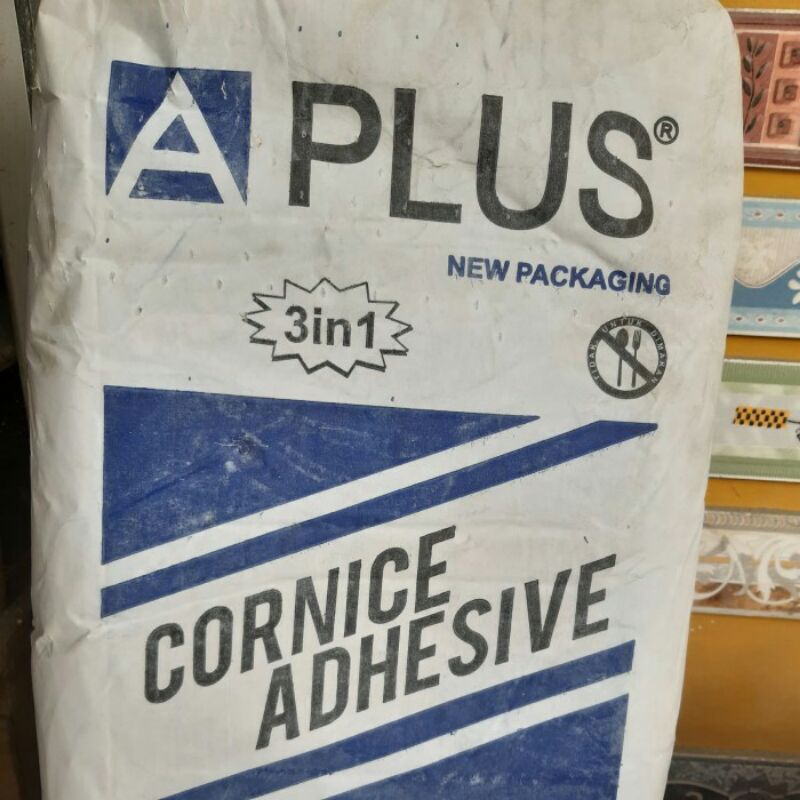 A PLUS®
NEW PACKAGING
3in1
TIDAK UNTUK DIMAKAN
CORNICE
ADHESIVE